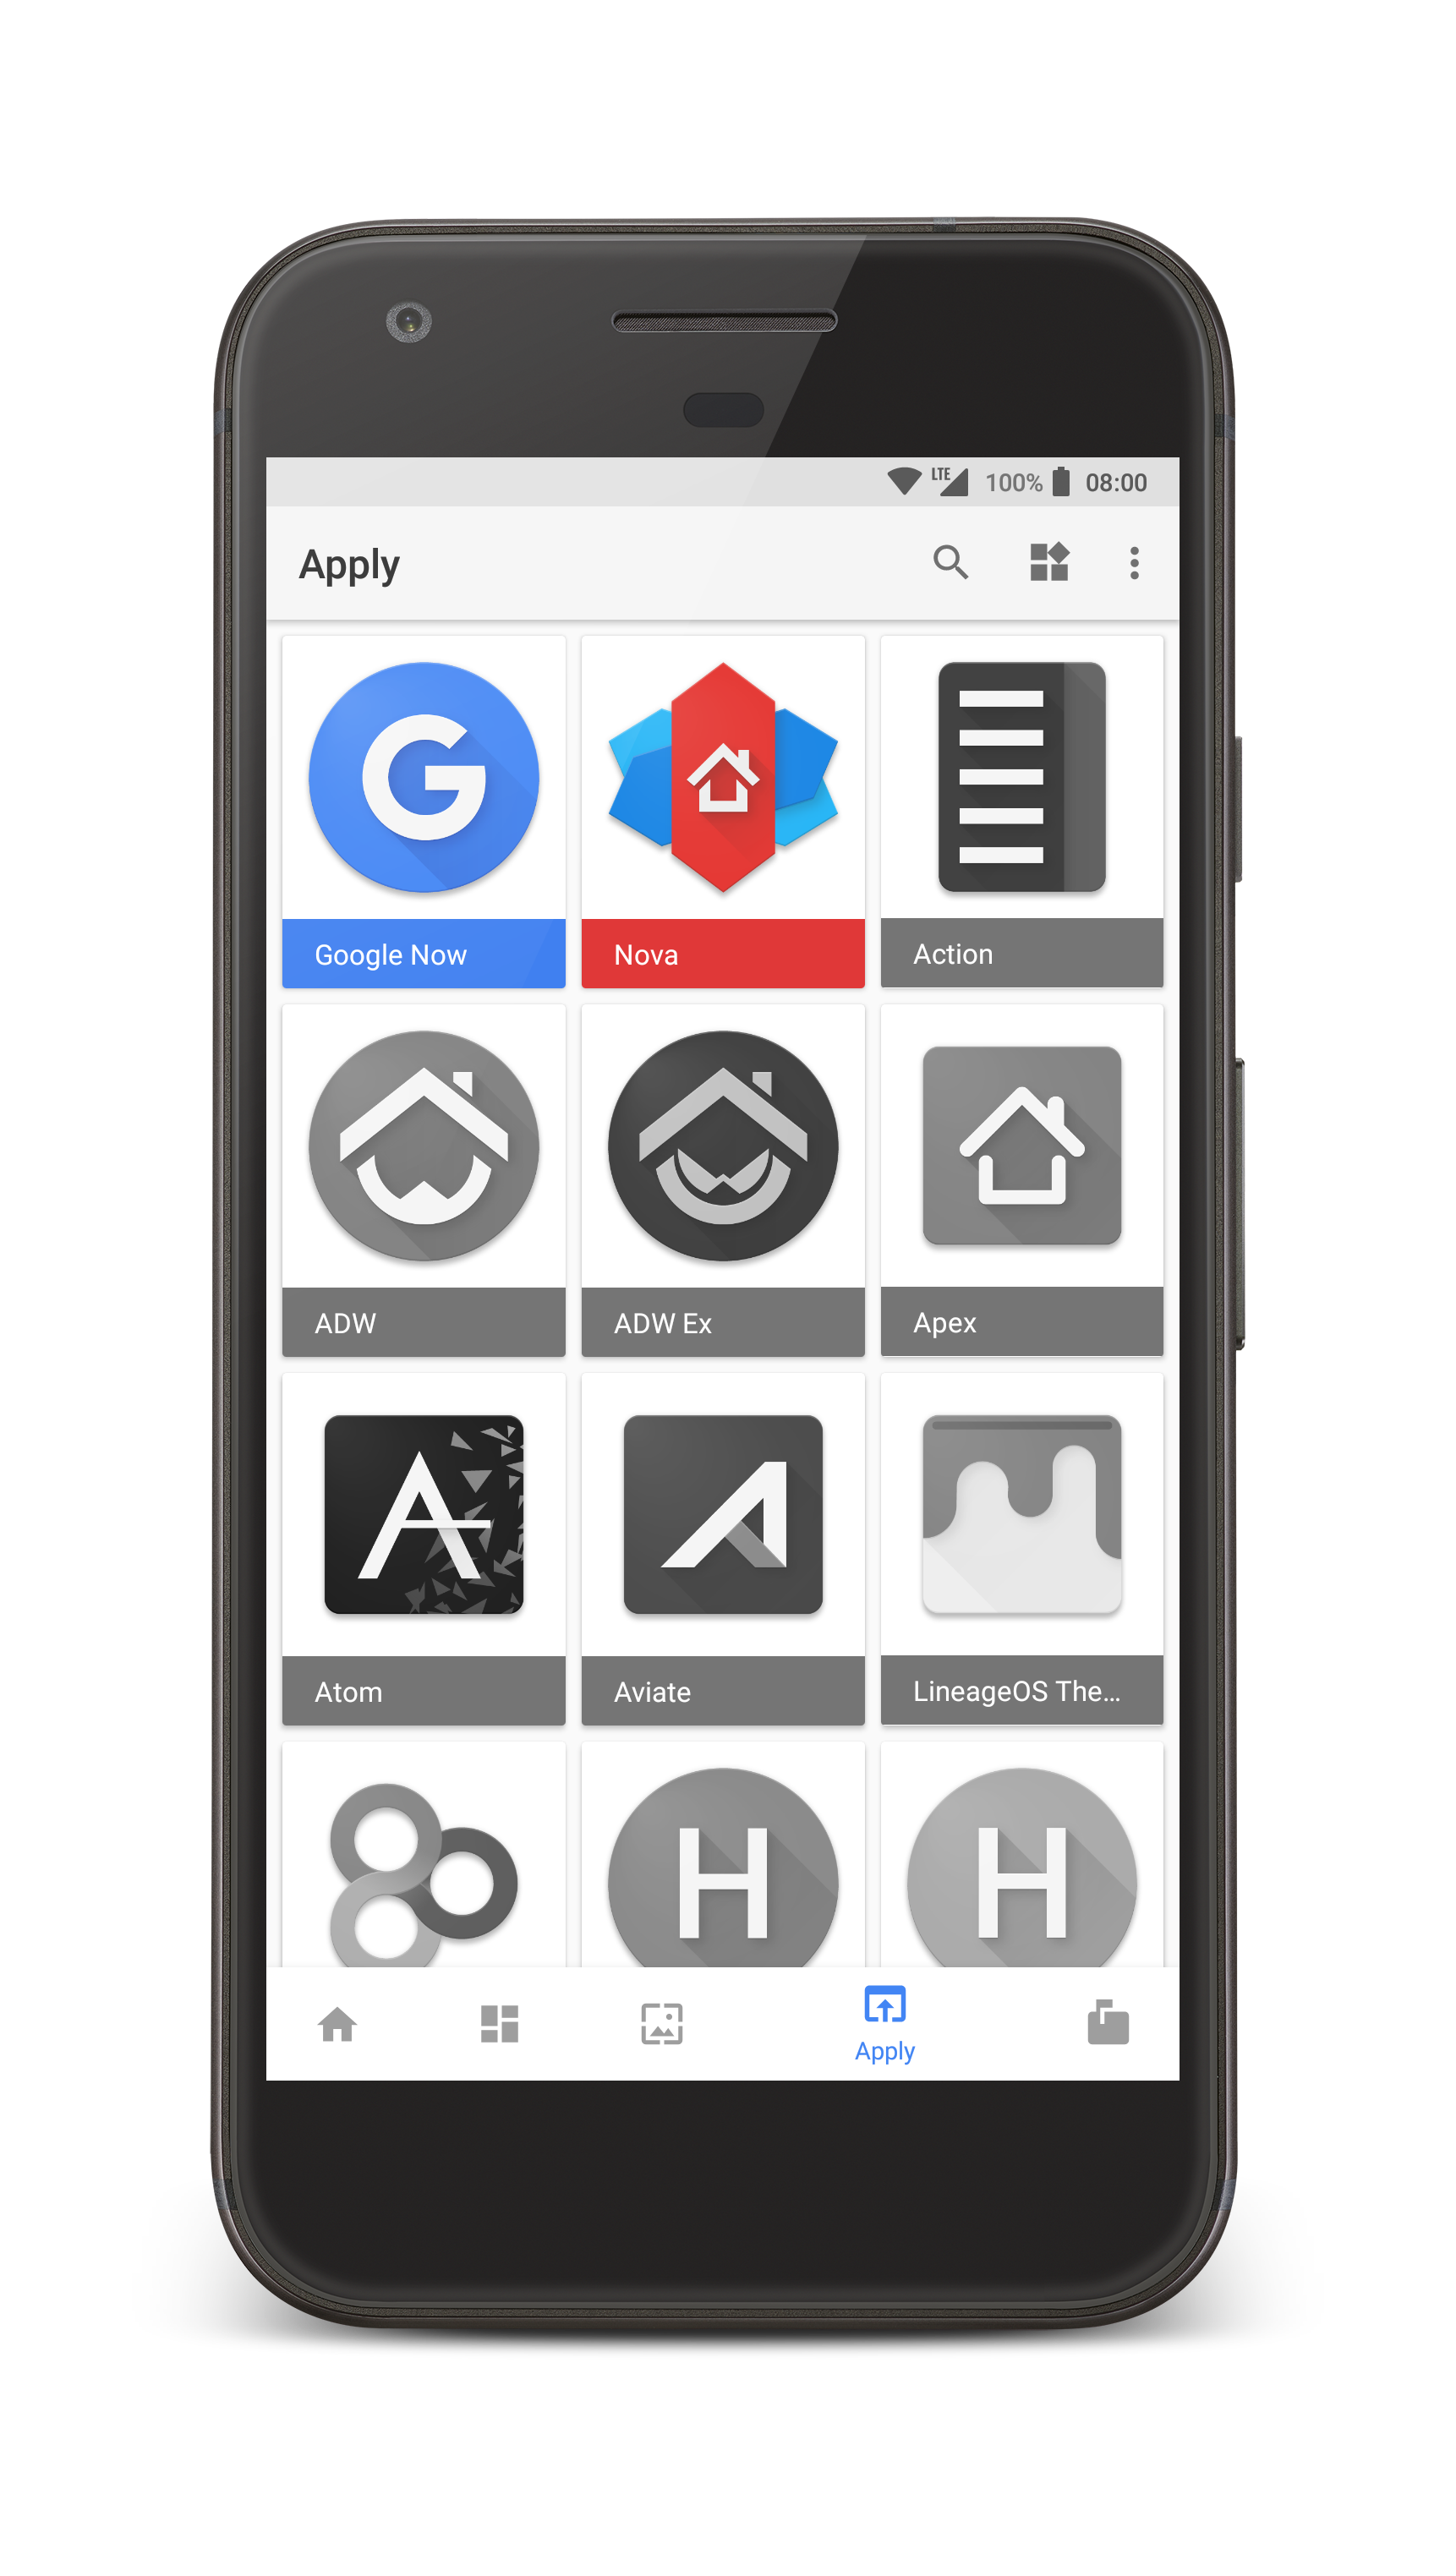 LTE 100% 08:00
Apply
G
Google Now
Nova
Action
ADW
ADW Ex
Apex
A
Atom
Aviate
LineageOS The...
H
H
Apply